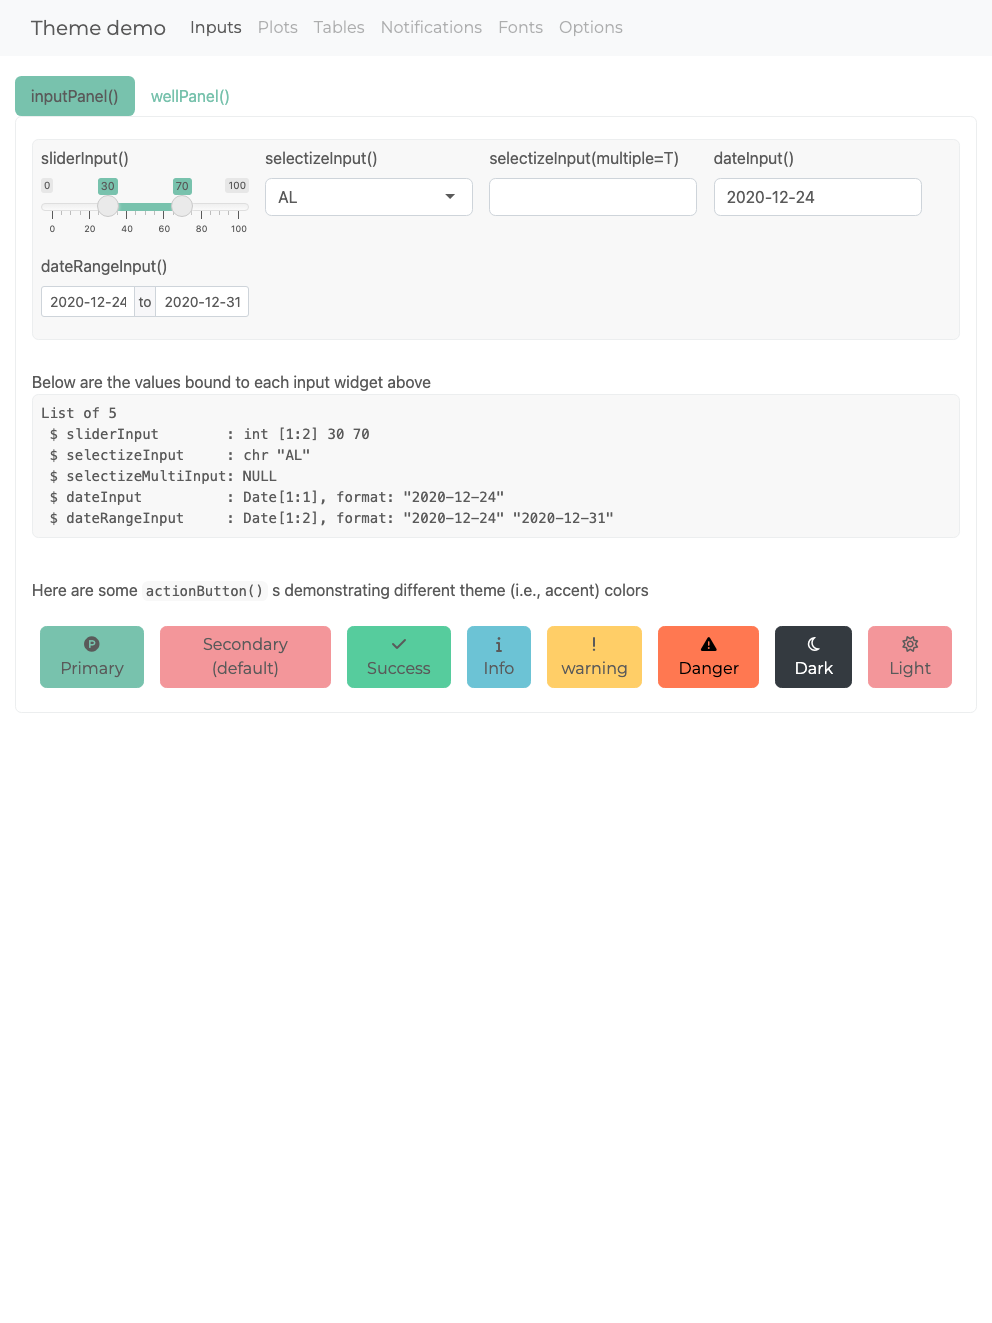 Theme demo Inputs Plots Tables Notifications Fonts Options
inputPanel() wellPanel()
sliderInput() selectizeInput() selectizeInput(multiple=T) dateInput()
0 30 70 100
AL 2020-12-24
0 20 40 60 80 100
dateRangeInput()
2020-12-24 to 2020-12-31
Below are the values bound to each input widget above
List of 5
 $ sliderInput        : int [1:2] 30 70
 $ selectizeInput     : chr "AL"
 $ selectizeMultiInput: NULL
 $ dateInput          : Date[1:1], format: "2020-12-24"
 $ dateRangeInput     : Date[1:2], format: "2020-12-24" "2020-12-31"
Here are some actionButton() s demonstrating different theme (i.e., accent) colors
Primary
Secondary
(default)
Success
Info
warning
Danger
Dark
Light